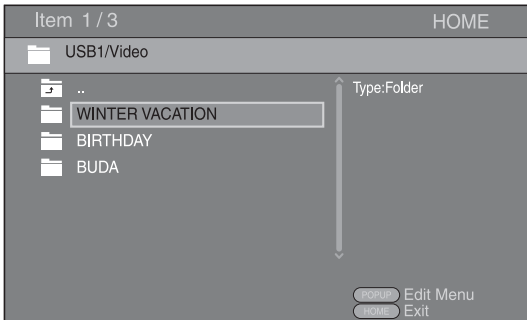 Item 1/3 HOME
USB1/Video
..
Type:Folder
WINTER VACATION
BIRTHDAY
BUDA
POPUP Edit Menu
HOME Exit